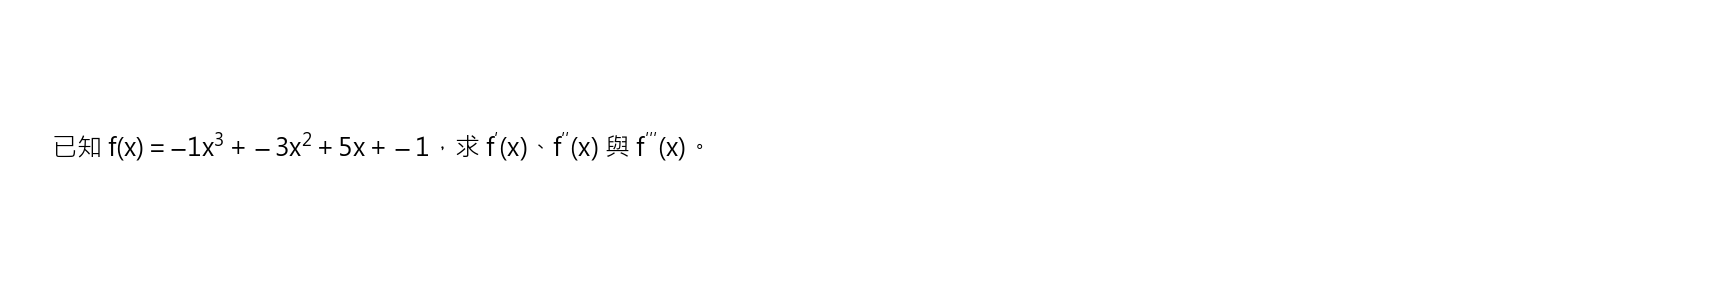 已知 f(x) = −1x³ + − 3x² + 5x + − 1，求 f′(x)、f′′(x) 與 f′′′(x)。